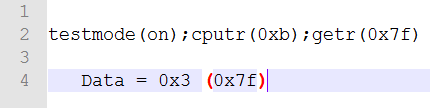 1
2 testmode(on);cputr(0xb);getr(0x7f)
3
4 Data = 0x3 (0x7f)